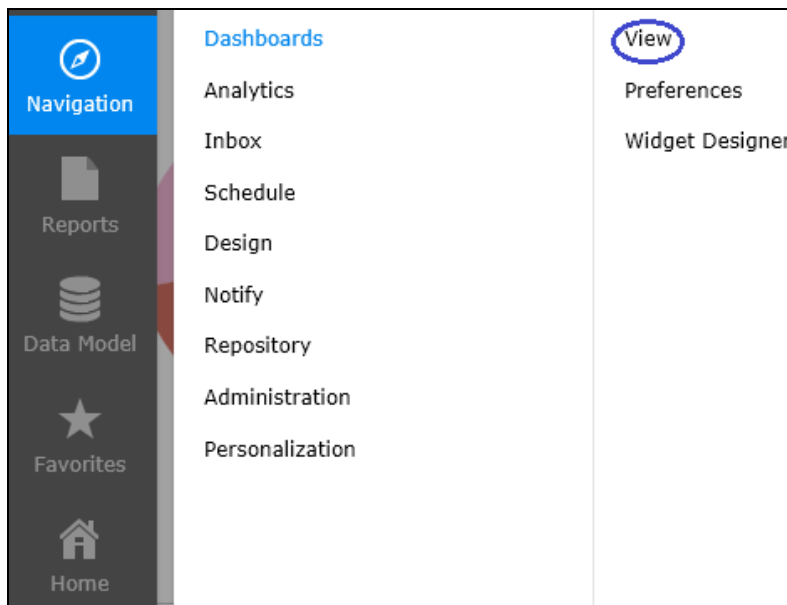 Navigation
Reports
Data Model
Favorites
Home
Dashboards
Analytics
Inbox
Schedule
Design
Notify
Repository
Administration
Personalization
View
Preferences
Widget Designer